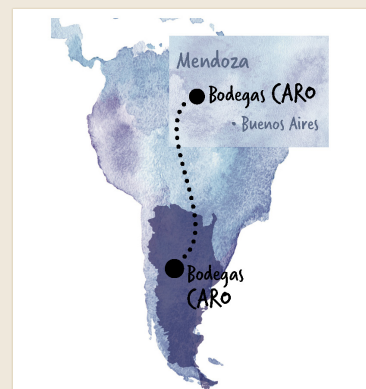 Mendoza
Bodegas CARO
• Buenos Aires
Bodegas
CARO